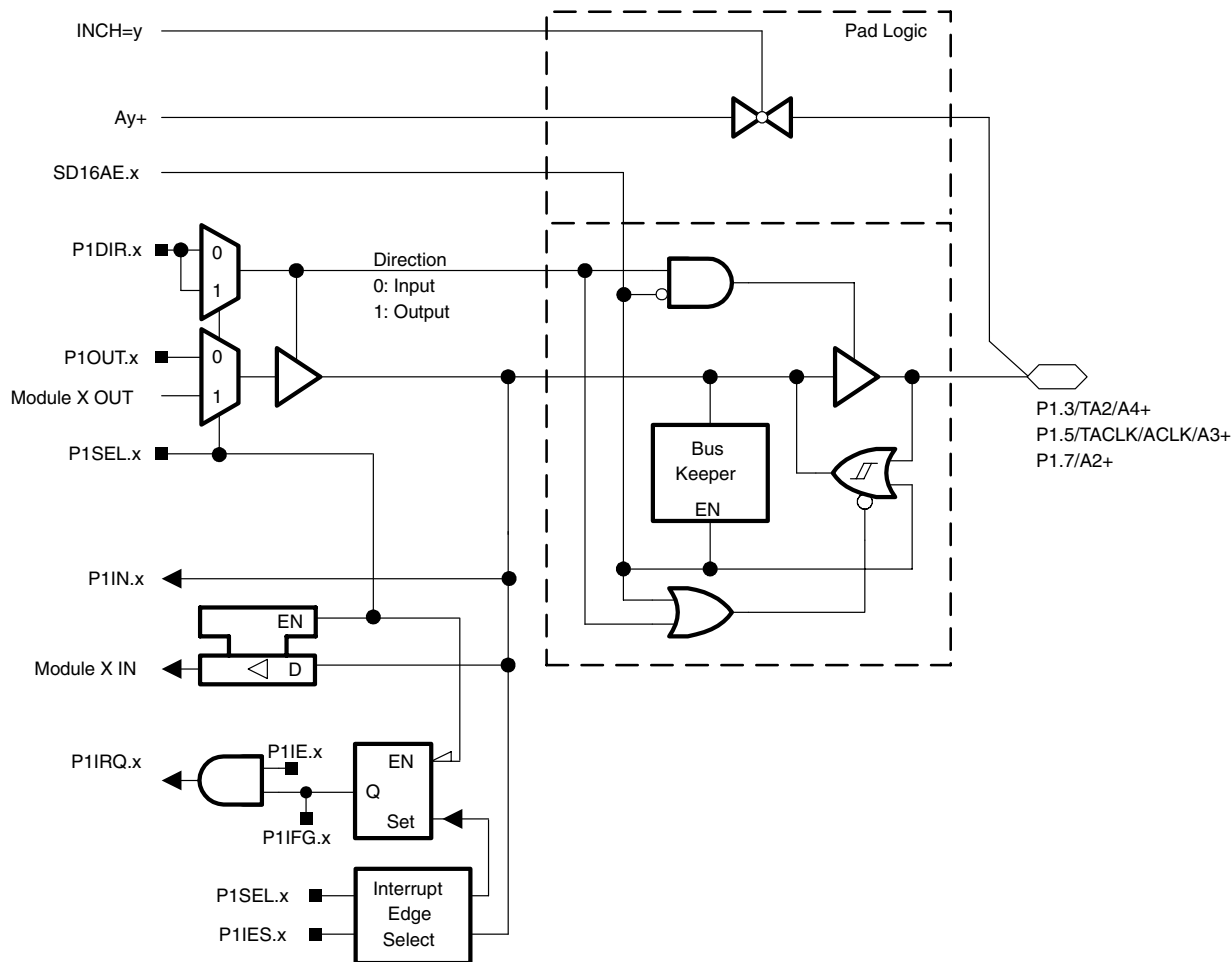 INCH=y
Pad Logic
Ay+
SD16AE.x
P1DIR.x
0
1
Direction
0: Input
1: Output
P1OUT.x
0
Module X OUT
1
P1SEL.x
P1.3/TA2/A4+
P1.5/TACLK/ACLK/A3+
P1.7/A2+
Bus
Keeper
EN
P1IN.x
EN
Module X IN
D
P1IRQ.x
P1IE.x
P1IFG.x
EN
Q
Set
P1SEL.x
P1IES.x
Interrupt
Edge
Select